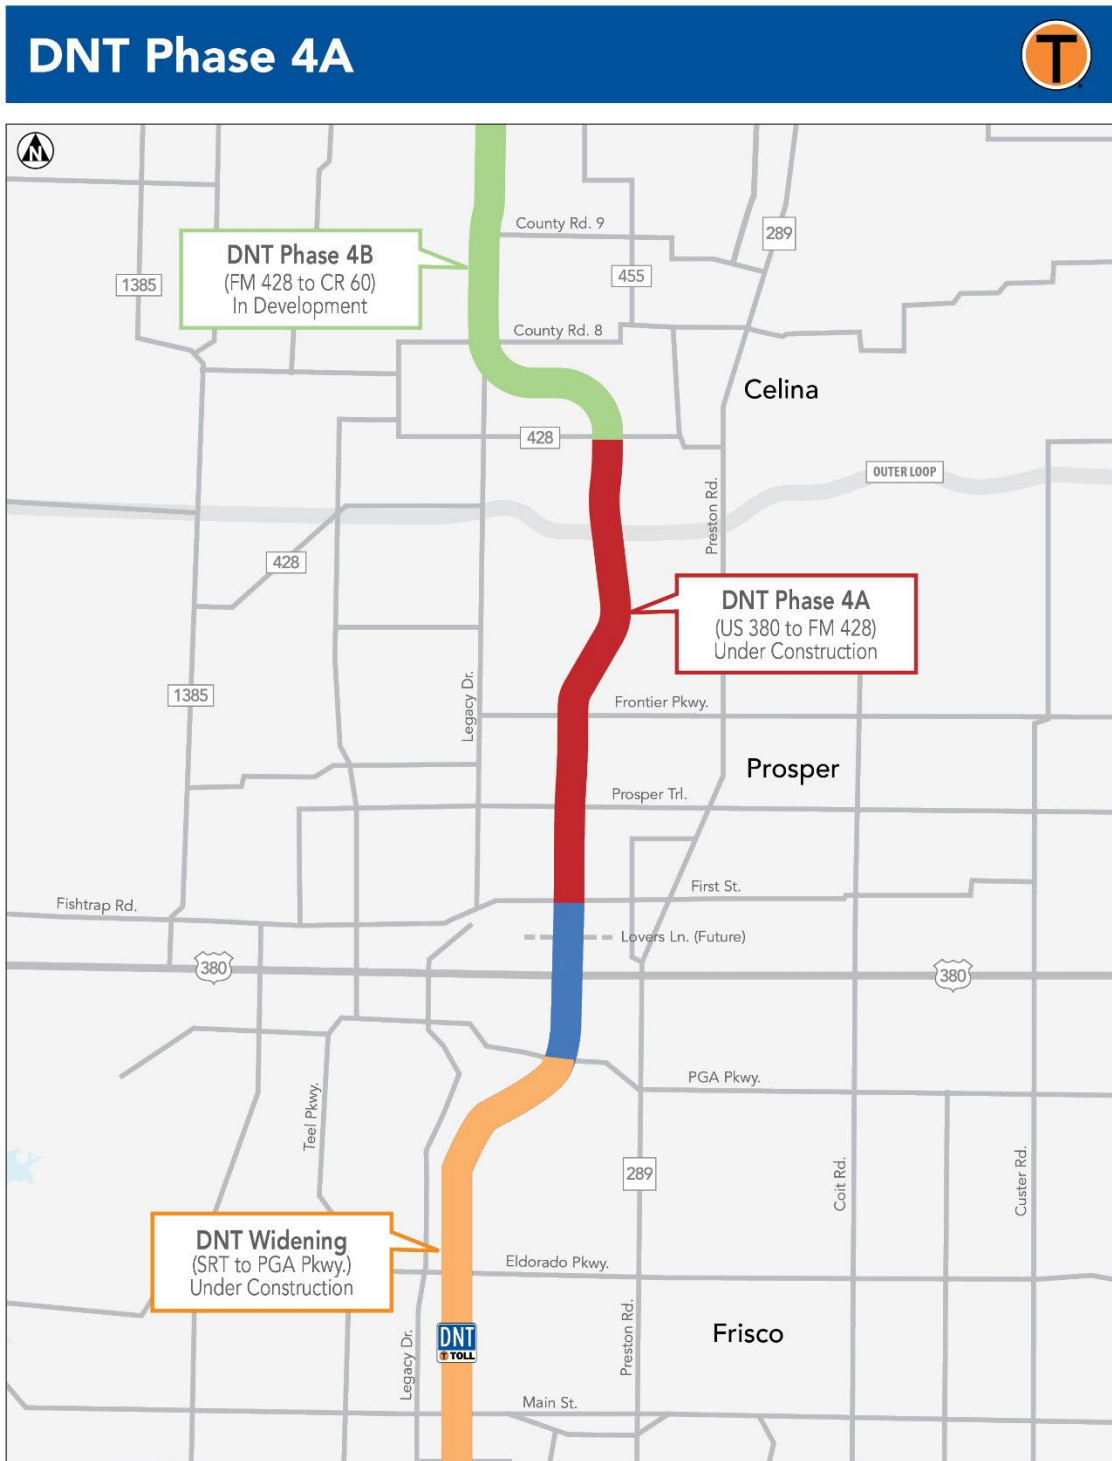 DNT Phase 4A
T
N
County Rd. 9
289
DNT Phase 4B
(FM 428 to CR 60)
In Development
1385
455
County Rd. 8
Celina
428
OUTER LOOP
Preston Rd.
428
DNT Phase 4A
(US 380 to FM 428)
Under Construction
1385
Legacy Dr.
Frontier Pkwy.
Prosper
Prosper Trl.
First St.
Fishtrap Rd.
Lovers Ln. (Future)
380
380
PGA Pkwy.
Teel Pkwy.
289
Coit Rd.
Custer Rd.
DNT Widening
(SRT to PGA Pkwy.)
Under Construction
Eldorado Pkwy.
Preston Rd.
Frisco
DNT
T TOLL
Legacy Dr.
Main St.